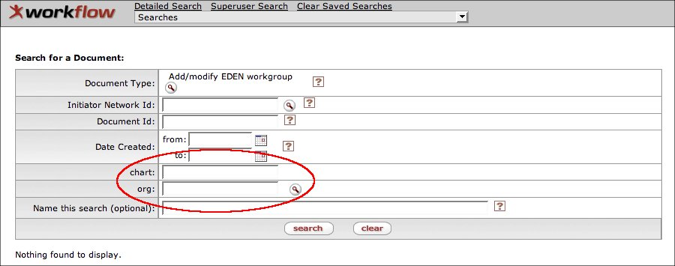 workflow
Detailed Search Superuser Search Clear Saved Searches
Searches
Search for a Document:
Document Type: Add/modify EDEN workgroup ?
Initiator Network Id: ?
Document Id: ?
Date Created: from: ?
to:
chart:
org:
Name this search (optional): ?
search clear
Nothing found to display.